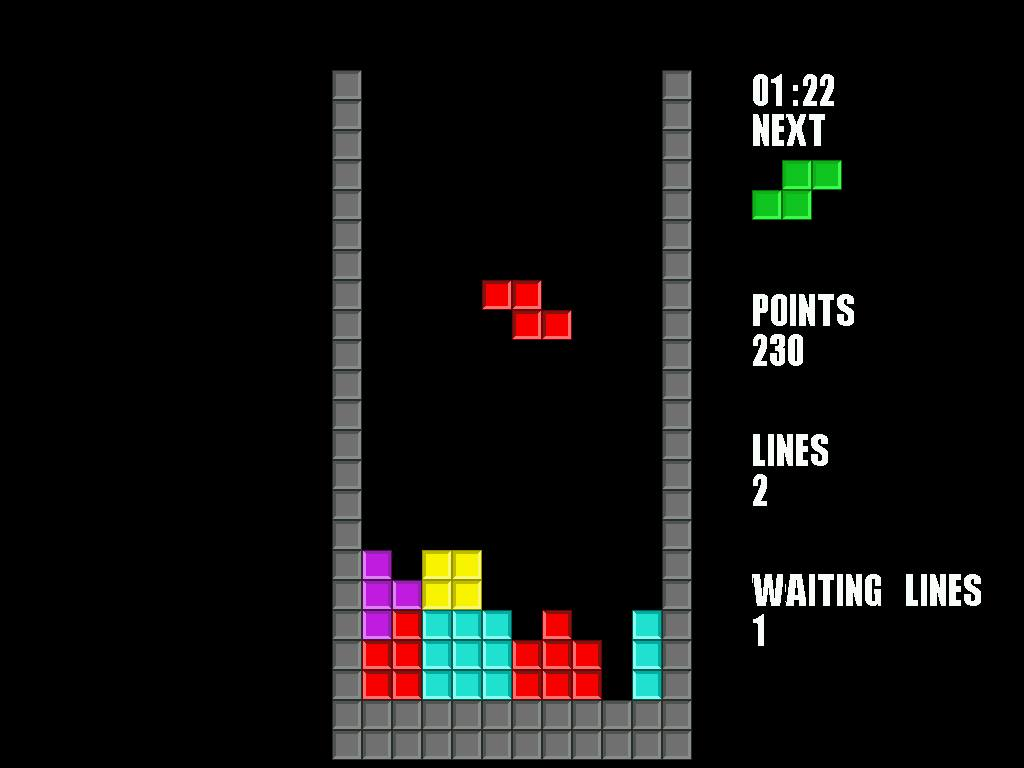 01:22
NEXT
POINTS
230
LINES
2
WAITING LINES
1